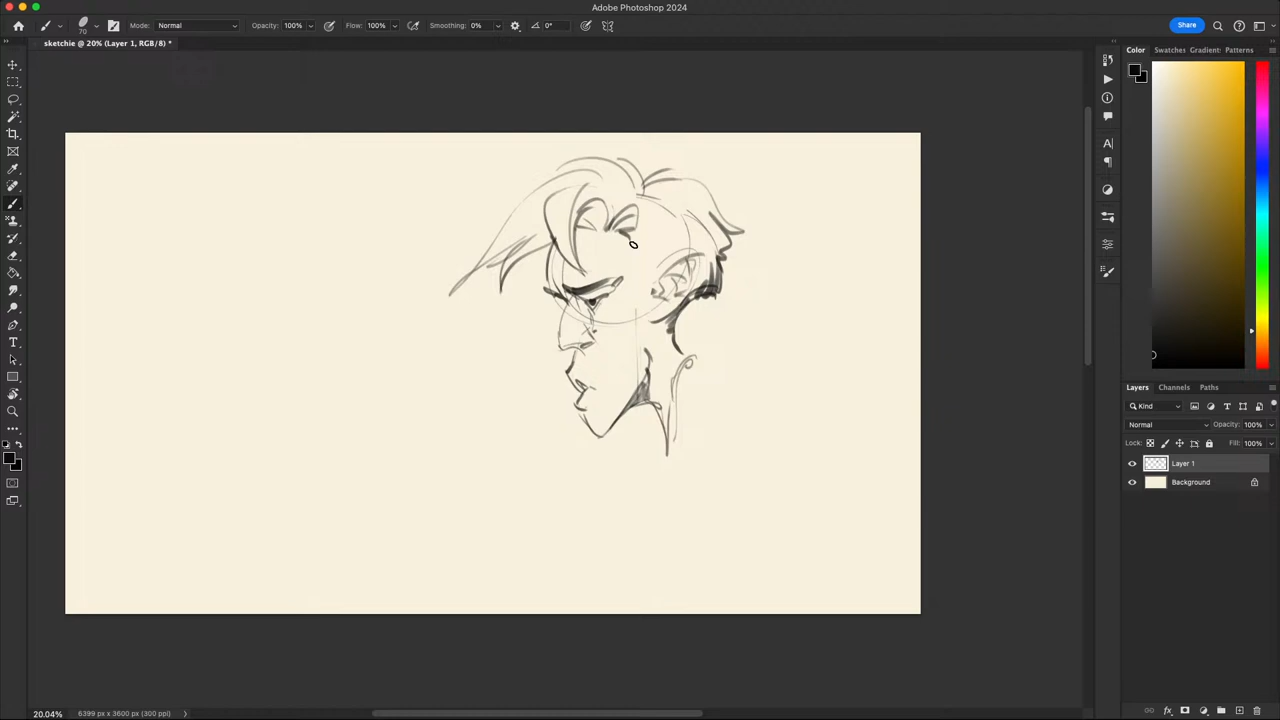 Adobe Photoshop 2024
70 Mode: Normal Opacity: 100% Flow: 100% Smoothing: 0% 0° Share
sketchie @ 20% (Layer 1, RGB/8) *
Color Swatches Gradient: Patterns
Layers Channels Paths
Kind
Normal Opacity: 100%
Lock: Fill: 100%
Layer 1
Background
20.04% 6399 px x 3600 px (300 ppi)